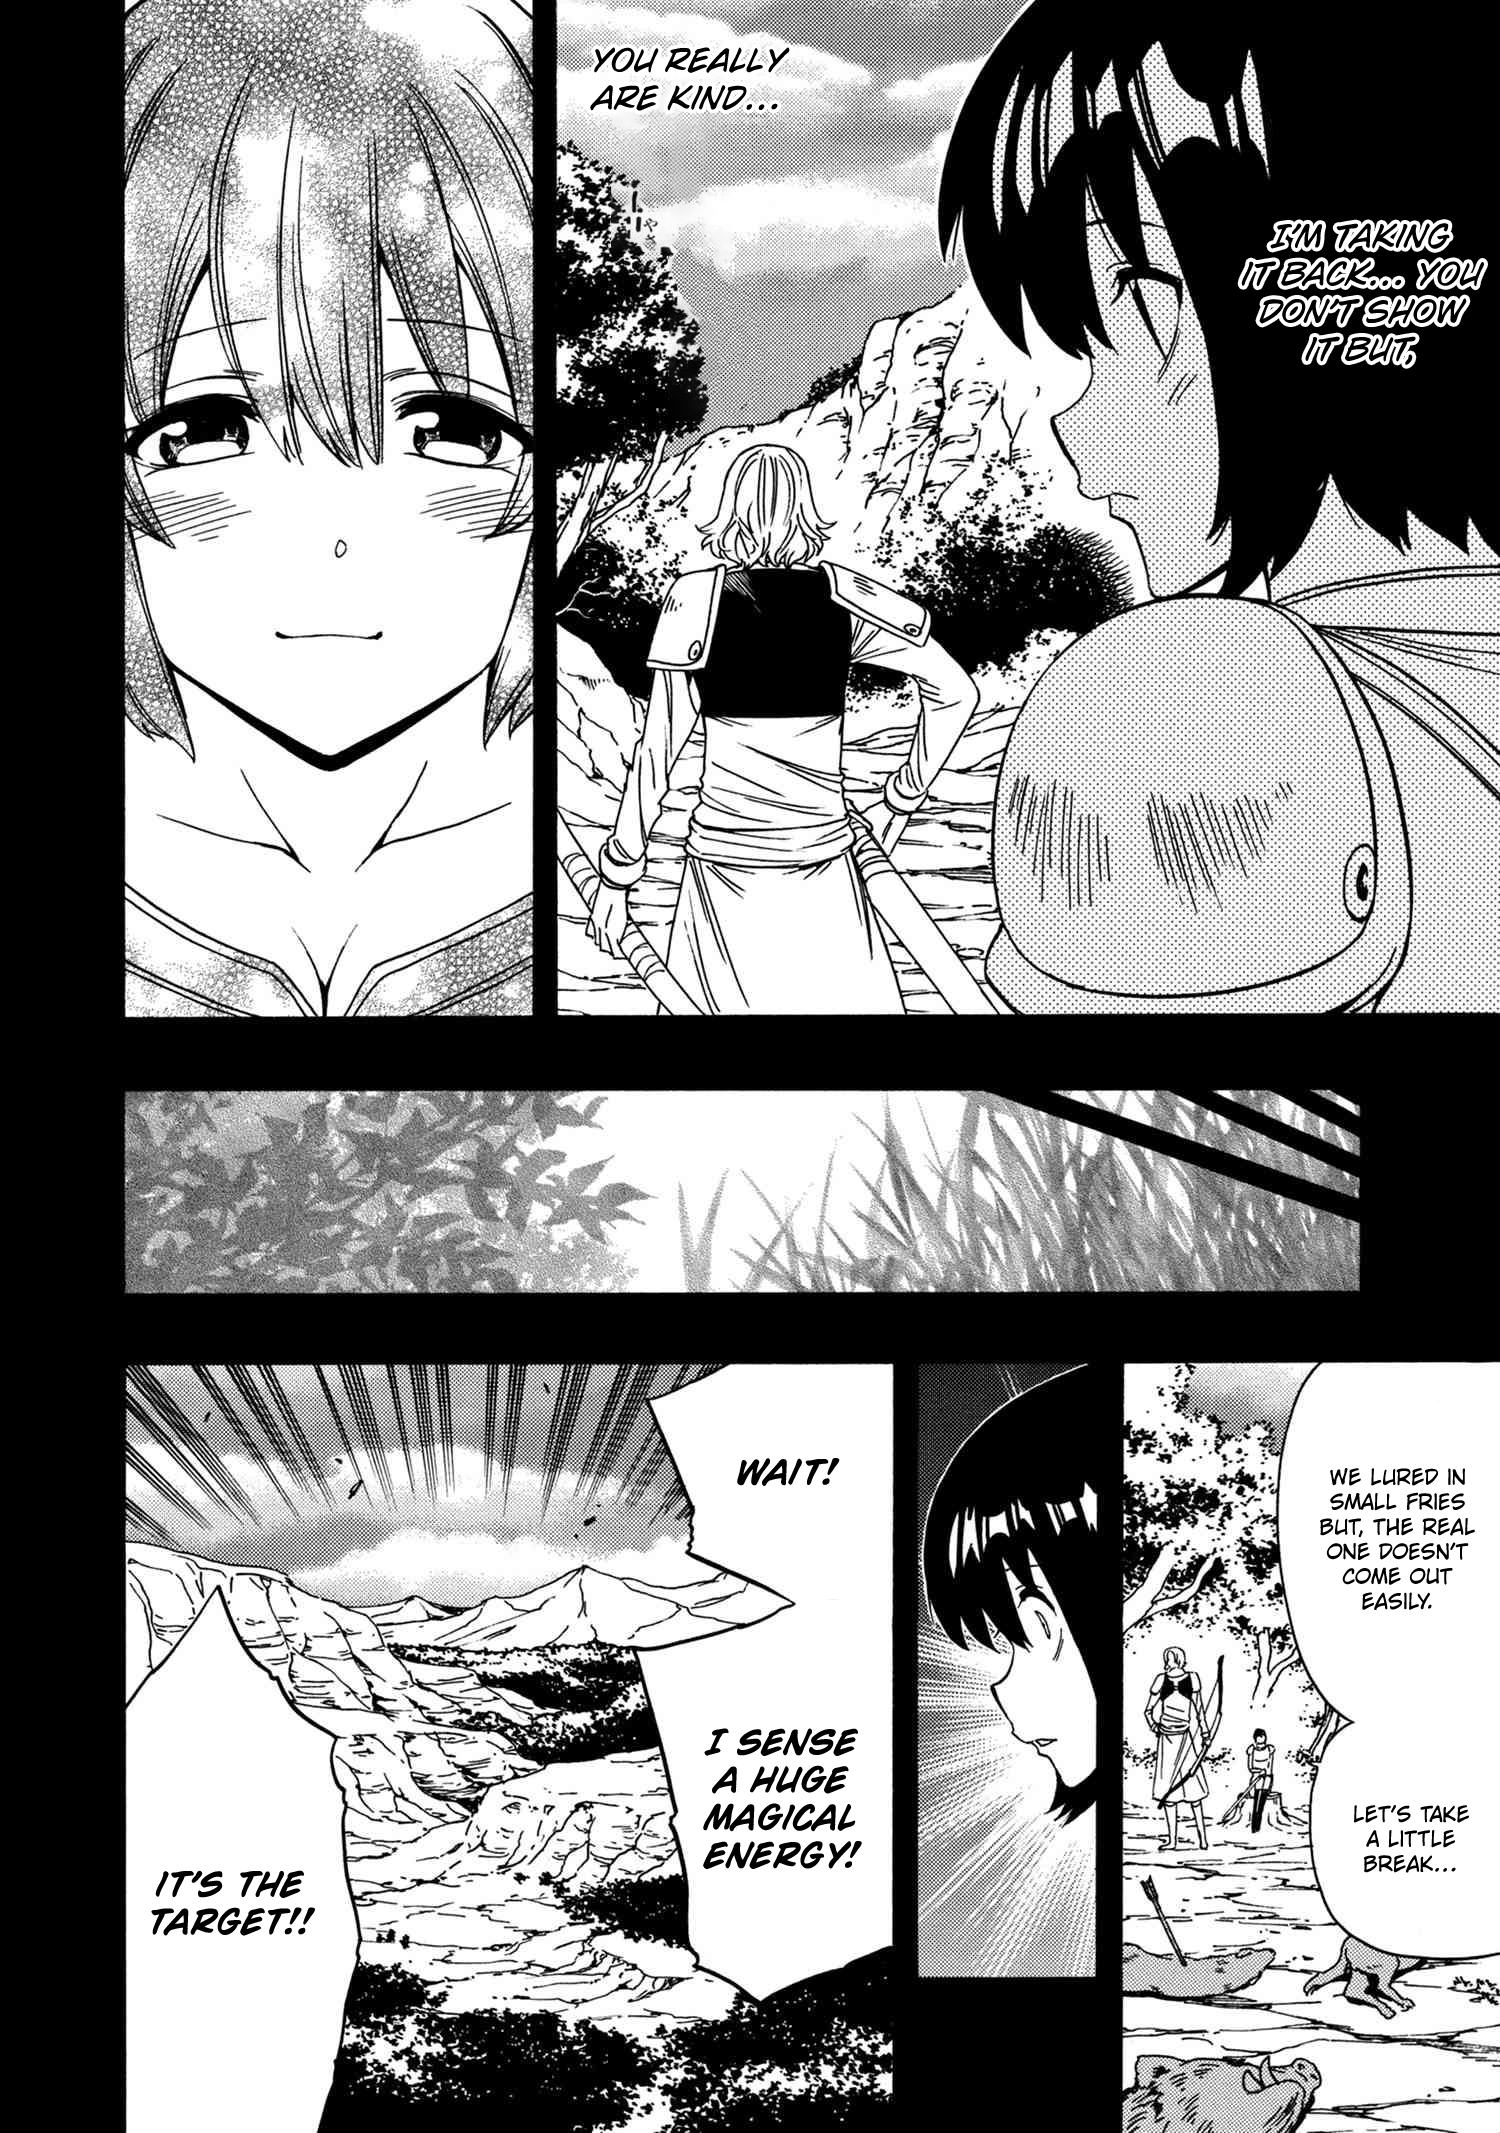 I'M TAKING
IT BACK... YOU
DON'T SHOW
IT BUT,
YOU REALLY
ARE KIND...
WE LURED IN
SMALL FRIES
BUT, THE REAL
ONE DOESN'T
COME OUT
EASILY.
LET'S TAKE
A LITTLE
BREAK...
WAIT!
I SENSE
A HUGE
MAGICAL
ENERGY!
IT'S THE
TARGET!!